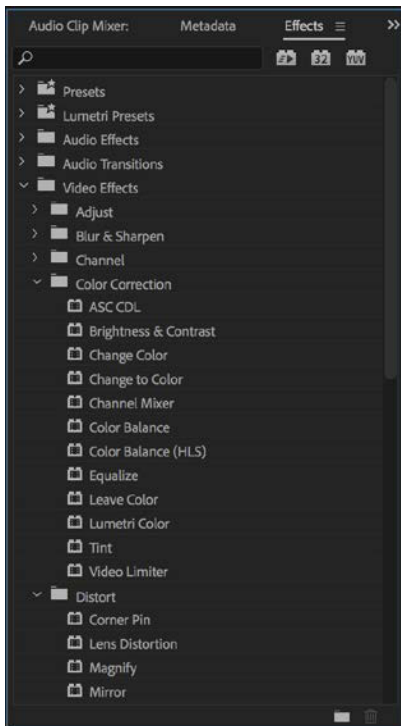 Audio Clip Mixer: Metadata Effects
32 YUV
Presets
Lumetri Presets
Audio Effects
Audio Transitions
Video Effects
Adjust
Blur & Sharpen
Channel
Color Correction
ASC CDL
Brightness & Contrast
Change Color
Change to Color
Channel Mixer
Color Balance
Color Balance (HLS)
Equalize
Leave Color
Lumetri Color
Tint
Video Limiter
Distort
Corner Pin
Lens Distortion
Magnify
Mirror